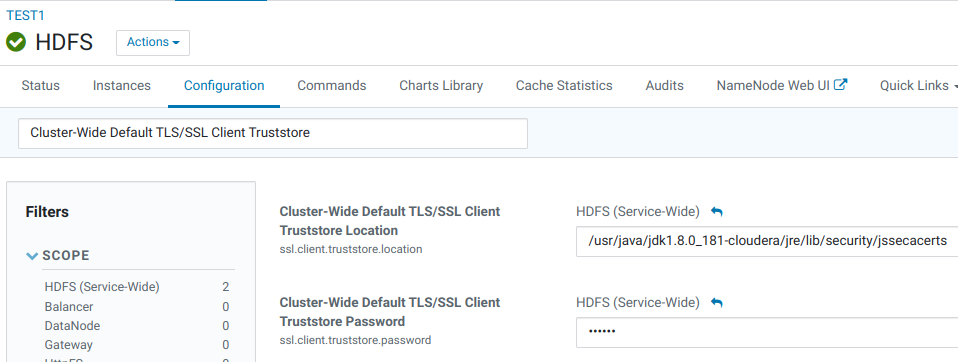 TEST1
HDFS Actions
Status Instances Configuration Commands Charts Library Cache Statistics Audits NameNode Web UI Quick Links
Cluster-Wide Default TLS/SSL Client Truststore
Filters
SCOPE
HDFS (Service-Wide) 2
Balancer 0
DataNode 0
Gateway 0
Cluster-Wide Default TLS/SSL Client
Truststore Location
ssl.client.truststore.location
HDFS (Service-Wide)
/usr/java/jdk1.8.0_181-cloudera/jre/lib/security/jssecacerts
Cluster-Wide Default TLS/SSL Client
Truststore Password
ssl.client.truststore.password
HDFS (Service-Wide)
••••••